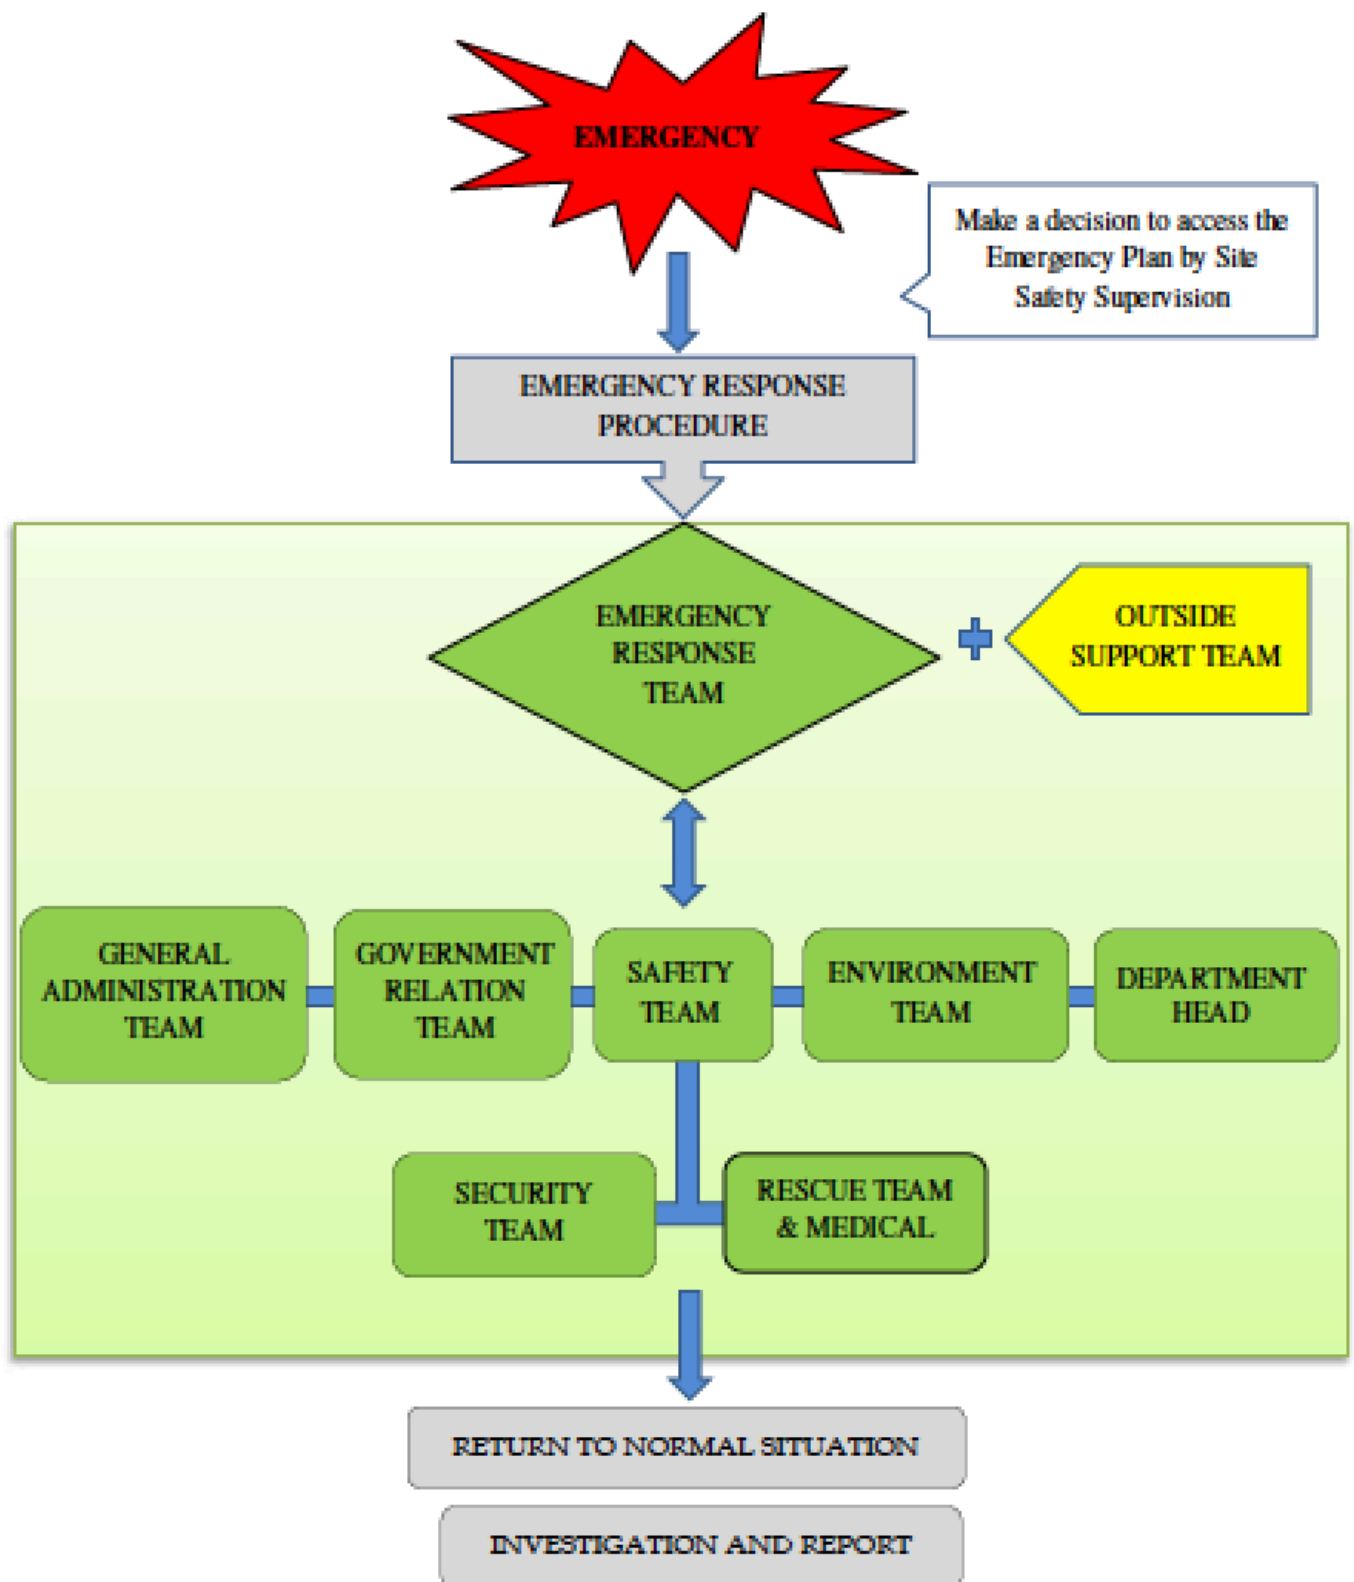 EMERGENCY
Make a decision to access the
Emergency Plan by Site
Safety Supervision
EMERGENCY RESPONSE
PROCEDURE
EMERGENCY
RESPONSE
TEAM
OUTSIDE
SUPPORT TEAM
GENERAL
ADMINISTRATION
TEAM
GOVERNMENT
RELATION
TEAM
SAFETY
TEAM
ENVIRONMENT
TEAM
DEPARTMENT
HEAD
SECURITY
TEAM
RESCUE TEAM
& MEDICAL
RETURN TO NORMAL SITUATION
INVESTIGATION AND REPORT